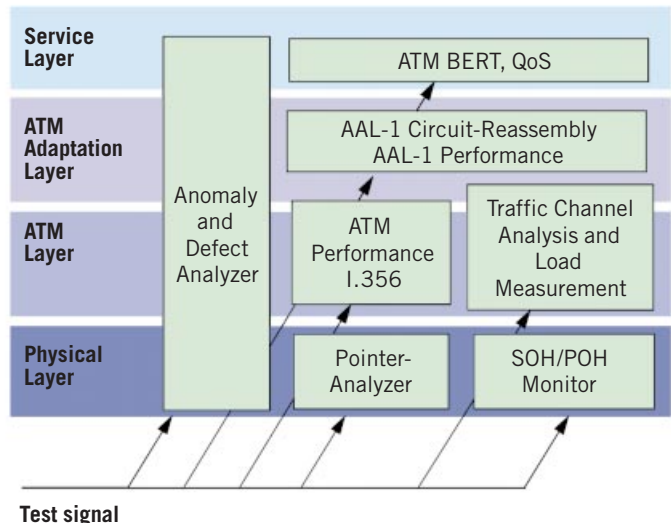 Service
Layer
ATM
Adaptation
Layer
ATM
Layer
Physical
Layer
Anomaly
and
Defect
Analyzer
ATM BERT, QoS
AAL-1 Circuit-Reassembly
AAL-1 Performance
ATM
Performance
I.356
Traffic Channel
Analysis and
Load
Measurement
Pointer-
Analyzer
SOH/POH
Monitor
Test signal